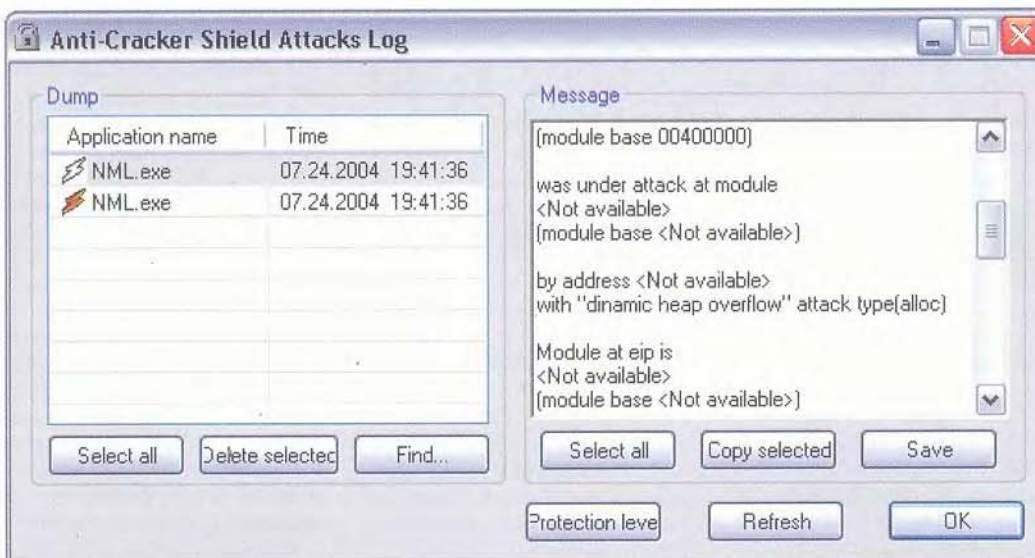 Anti-Cracker Shield Attacks Log
Dump
Application name Time
NML.exe 07.24.2004 19:41:36
NML.exe 07.24.2004 19:41:36
Select all Delete selected Find...
Message
(module base 00400000)
was under attack at module
<Not available>
(module base <Not available>)
by address <Not available>
with "dinamic heap overflow" attack type(alloc)
Module at eip is
<Not available>
(module base <Not available>)
Select all Copy selected Save
Protection leve Refresh OK